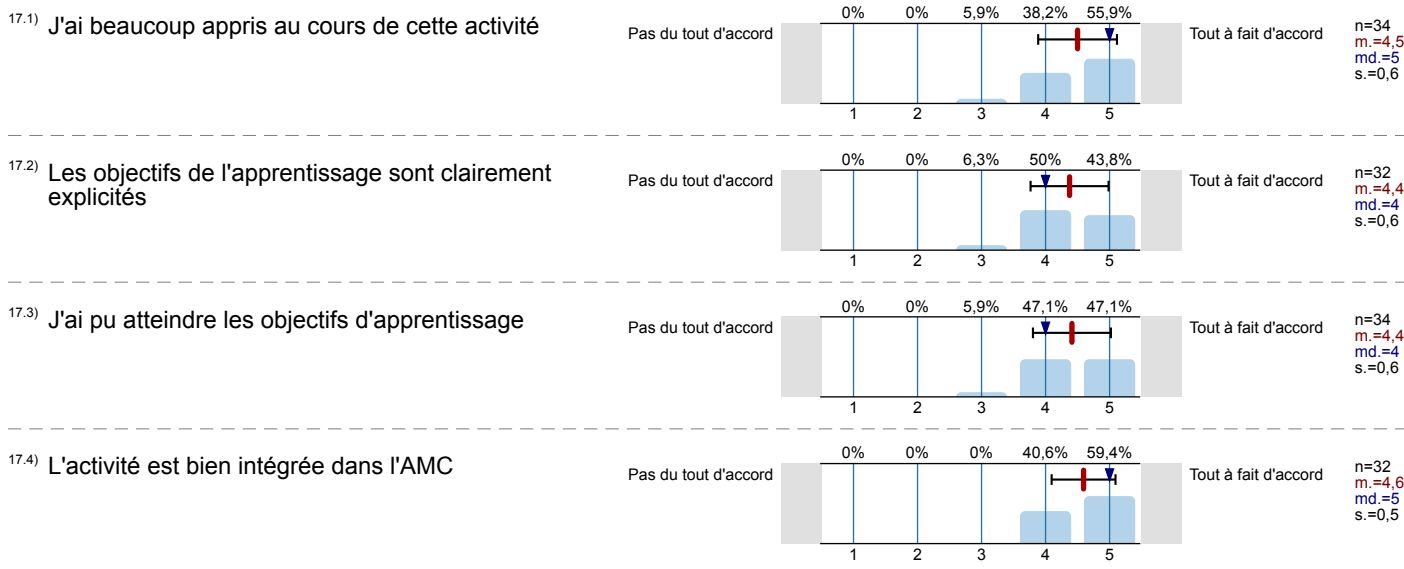 17.1) J'ai beaucoup appris au cours de cette activité
Pas du tout d'accord
0% 0% 5,9% 38,2% 55,9%
1 2 3 4 5
Tout à fait d'accord
n=34
m.=4,5
md.=5
s.=0,6
17.2) Les objectifs de l'apprentissage sont clairement
explicités
Pas du tout d'accord
0% 0% 6,3% 50% 43,8%
1 2 3 4 5
Tout à fait d'accord
n=32
m.=4,4
md.=4
s.=0,6
17.3) J'ai pu atteindre les objectifs d'apprentissage
Pas du tout d'accord
0% 0% 5,9% 47,1% 47,1%
1 2 3 4 5
Tout à fait d'accord
n=34
m.=4,4
md.=4
s.=0,6
17.4) L'activité est bien intégrée dans l'AMC
Pas du tout d'accord
0% 0% 0% 40,6% 59,4%
1 2 3 4 5
Tout à fait d'accord
n=32
m.=4,6
md.=5
s.=0,5